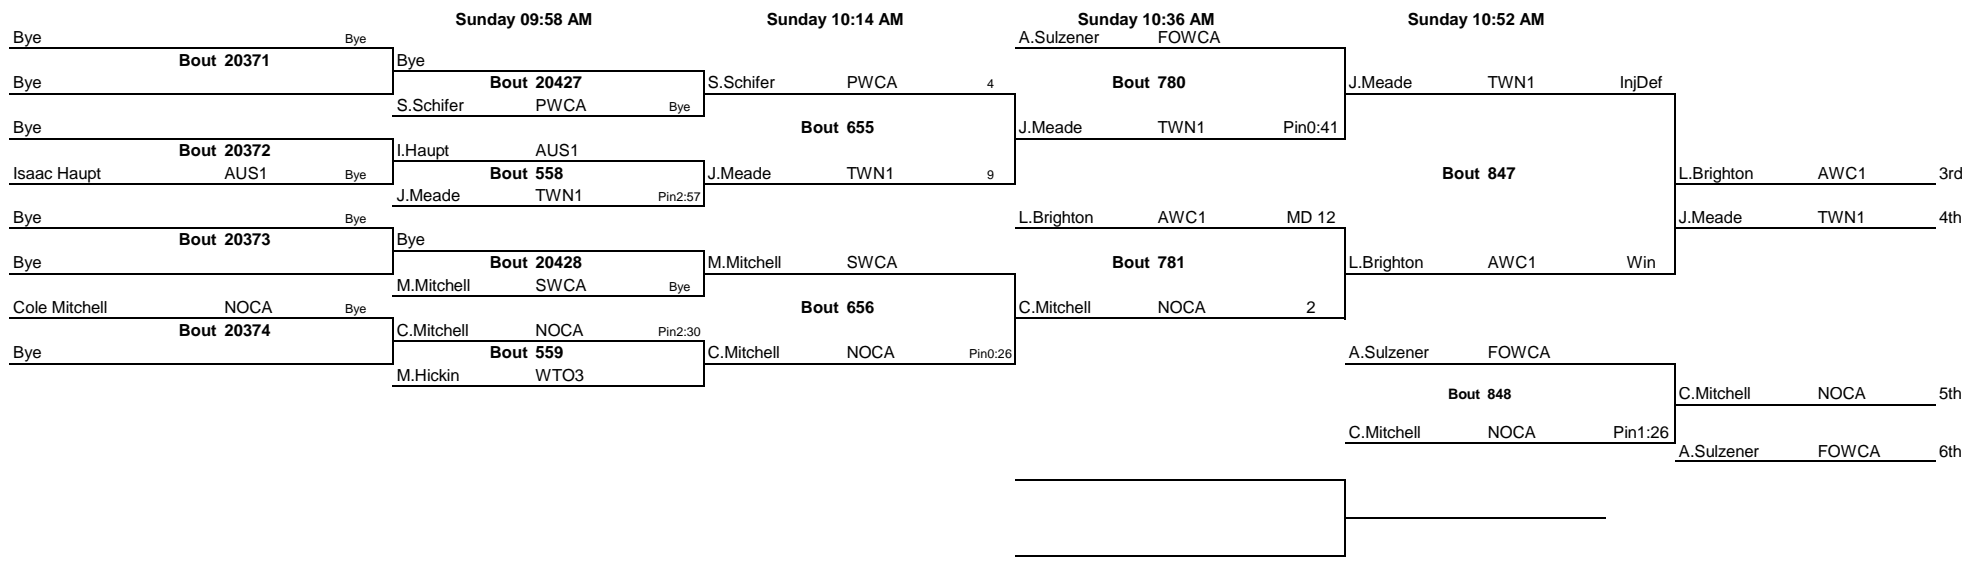 Sunday 09:58 AM Sunday 10:14 AM Sunday 10:36 AM Sunday 10:52 AM
Bye Bye A.Sulzener FOWCA
Bout 20371 Bye
Bye Bout 20427 S.Schifer PWCA 4 Bout 780 J.Meade TWN1 InjDef
S.Schifer PWCA Bye
Bye Bout 655 J.Meade TWN1 Pin0:41
Bout 20372 I.Haupt AUS1
Isaac Haupt AUS1 Bye Bout 558 J.Meade TWN1 9 Bout 847 L.Brighton AWC1 3rd
J.Meade TWN1 Pin2:57
Bye Bye L.Brighton AWC1 MD 12 J.Meade TWN1 4th
Bout 20373 Bye
Bye Bout 20428 M.Mitchell SWCA Bout 781 L.Brighton AWC1 Win
M.Mitchell SWCA Bye
Cole Mitchell NOCA Bye Bout 656 C.Mitchell NOCA 2
Bout 20374 C.Mitchell NOCA Pin2:30
Bye Bout 559 C.Mitchell NOCA Pin0:26 A.Sulzener FOWCA
M.Hickin WTO3
Bout 848 C.Mitchell NOCA 5th
C.Mitchell NOCA Pin1:26
A.Sulzener FOWCA 6th